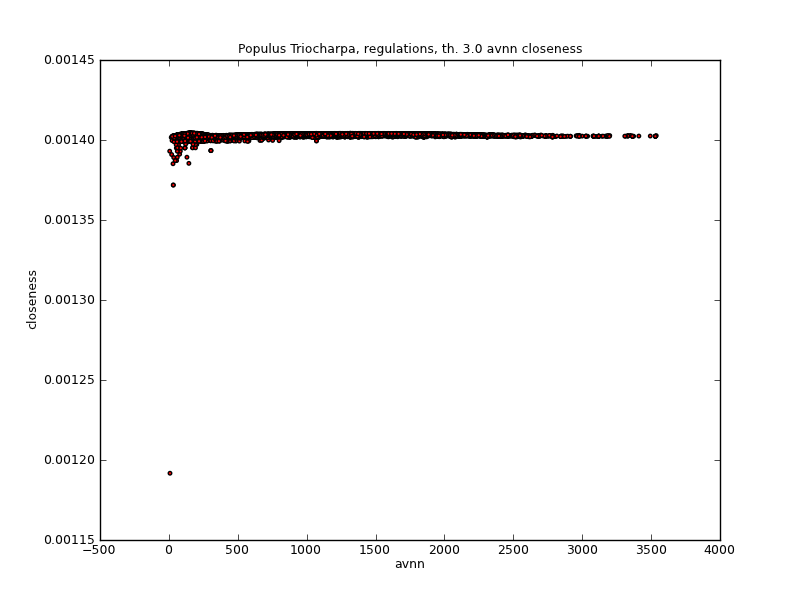 Populus Triocharpa, regulations, th. 3.0 avnn closeness
0.00145
0.00140
0.00135
0.00130
0.00125
0.00120
0.00115
closeness
−500 0 500 1000 1500 2000 2500 3000 3500 4000
avnn